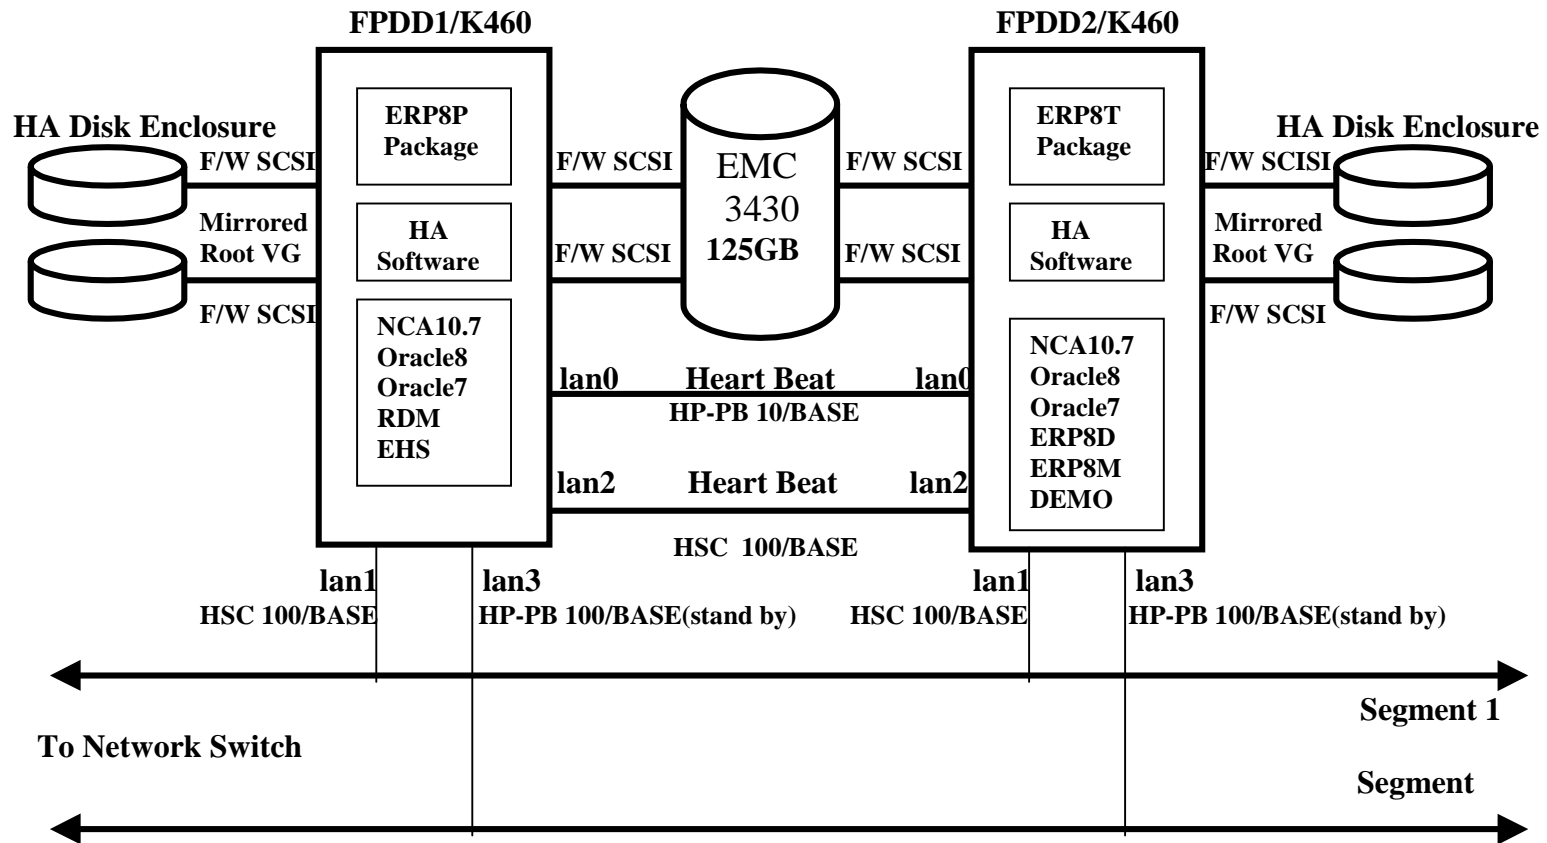 FPDD1/K460
FPDD2/K460
HA Disk Enclosure
ERP8P
Package
EMC
3430
125GB
ERP8T
Package
HA Disk Enclosure
F/W SCSI
F/W SCSI
F/W SCSI
F/W SCISI
Mirrored
Root VG
HA
Software
HA
Software
Mirrored
Root VG
F/W SCSI
F/W SCSI
F/W SCSI
F/W SCSI
NCA10.7
Oracle8
Oracle7
RDM
EHS
NCA10.7
Oracle8
Oracle7
ERP8D
ERP8M
DEMO
lan0
Heart Beat
lan0
HP-PB 10/BASE
lan2
Heart Beat
lan2
HSC 100/BASE
lan1
lan3
lan1
lan3
HSC 100/BASE
HP-PB 100/BASE(stand by)
HSC 100/BASE
HP-PB 100/BASE(stand by)
Segment 1
To Network Switch
Segment